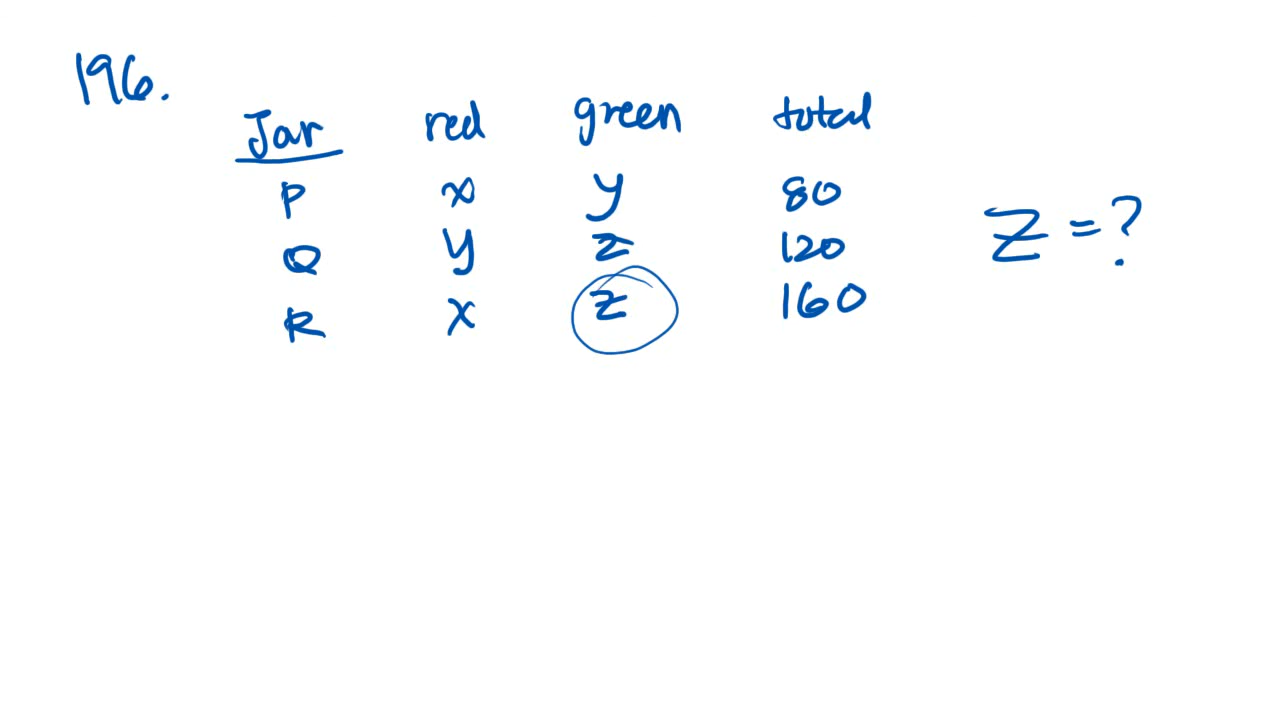 196.
Jar red green total
P x y 80
Q y z 120
R x z 160
z = ?